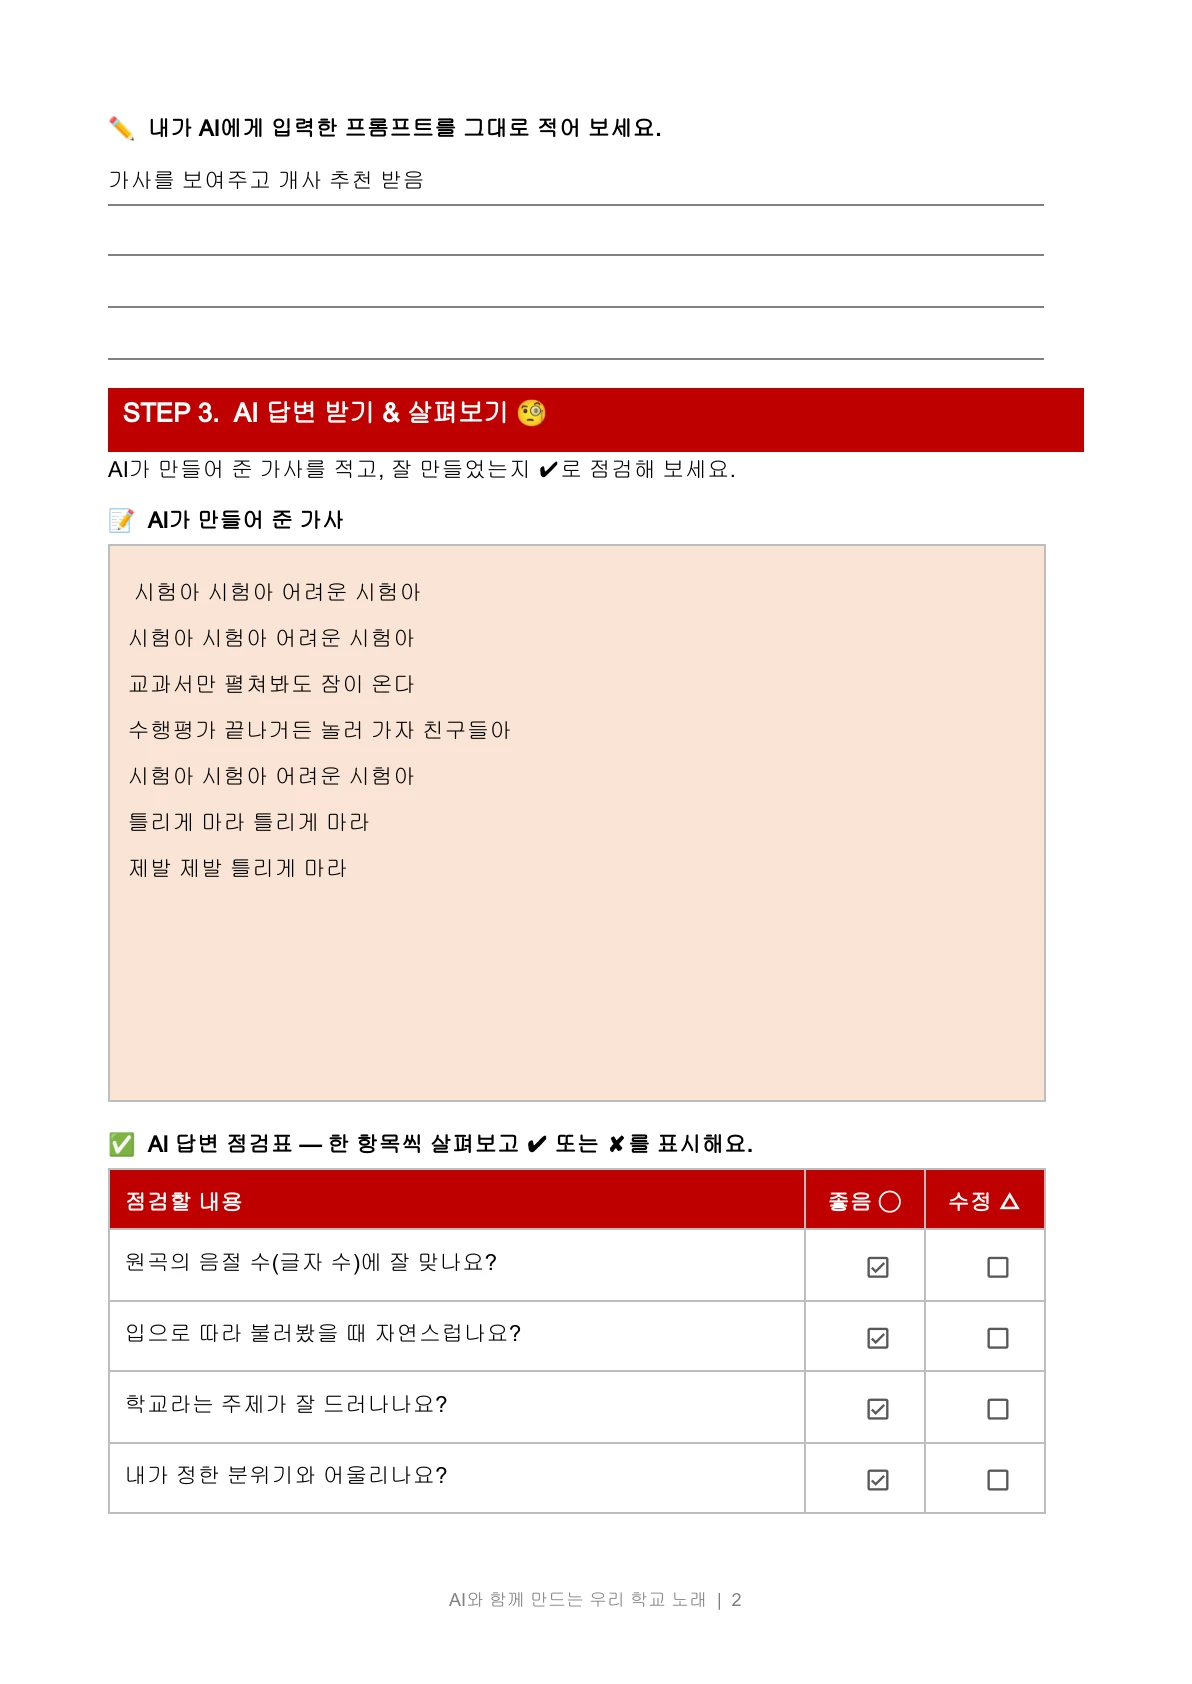 ✏️ 내가 AI에게 입력한 프롬프트를 그대로 적어 보세요.
가사를 보여주고 개사 추천 받음
STEP 3. AI 답변 받기 & 살펴보기 🧐
AI가 만들어 준 가사를 적고, 잘 만들었는지 ✔로 점검해 보세요.
📝 AI가 만들어 준 가사
시험아 시험아 어려운 시험아
시험아 시험아 어려운 시험아
교과서만 펼쳐봐도 잠이 온다
수행평가 끝나거든 놀러 가자 친구들아
시험아 시험아 어려운 시험아
틀리게 마라 틀리게 마라
제발 제발 틀리게 마라
✅ AI 답변 점검표 — 한 항목씩 살펴보고 ✔ 또는 ✘를 표시해요.
점검할 내용 좋음 ◯ 수정 △
원곡의 음절 수(글자 수)에 잘 맞나요? ☑ ☐
입으로 따라 불러봤을 때 자연스럽나요? ☑ ☐
학교라는 주제가 잘 드러나나요? ☑ ☐
내가 정한 분위기와 어울리나요? ☑ ☐
AI와 함께 만드는 우리 학교 노래 | 2